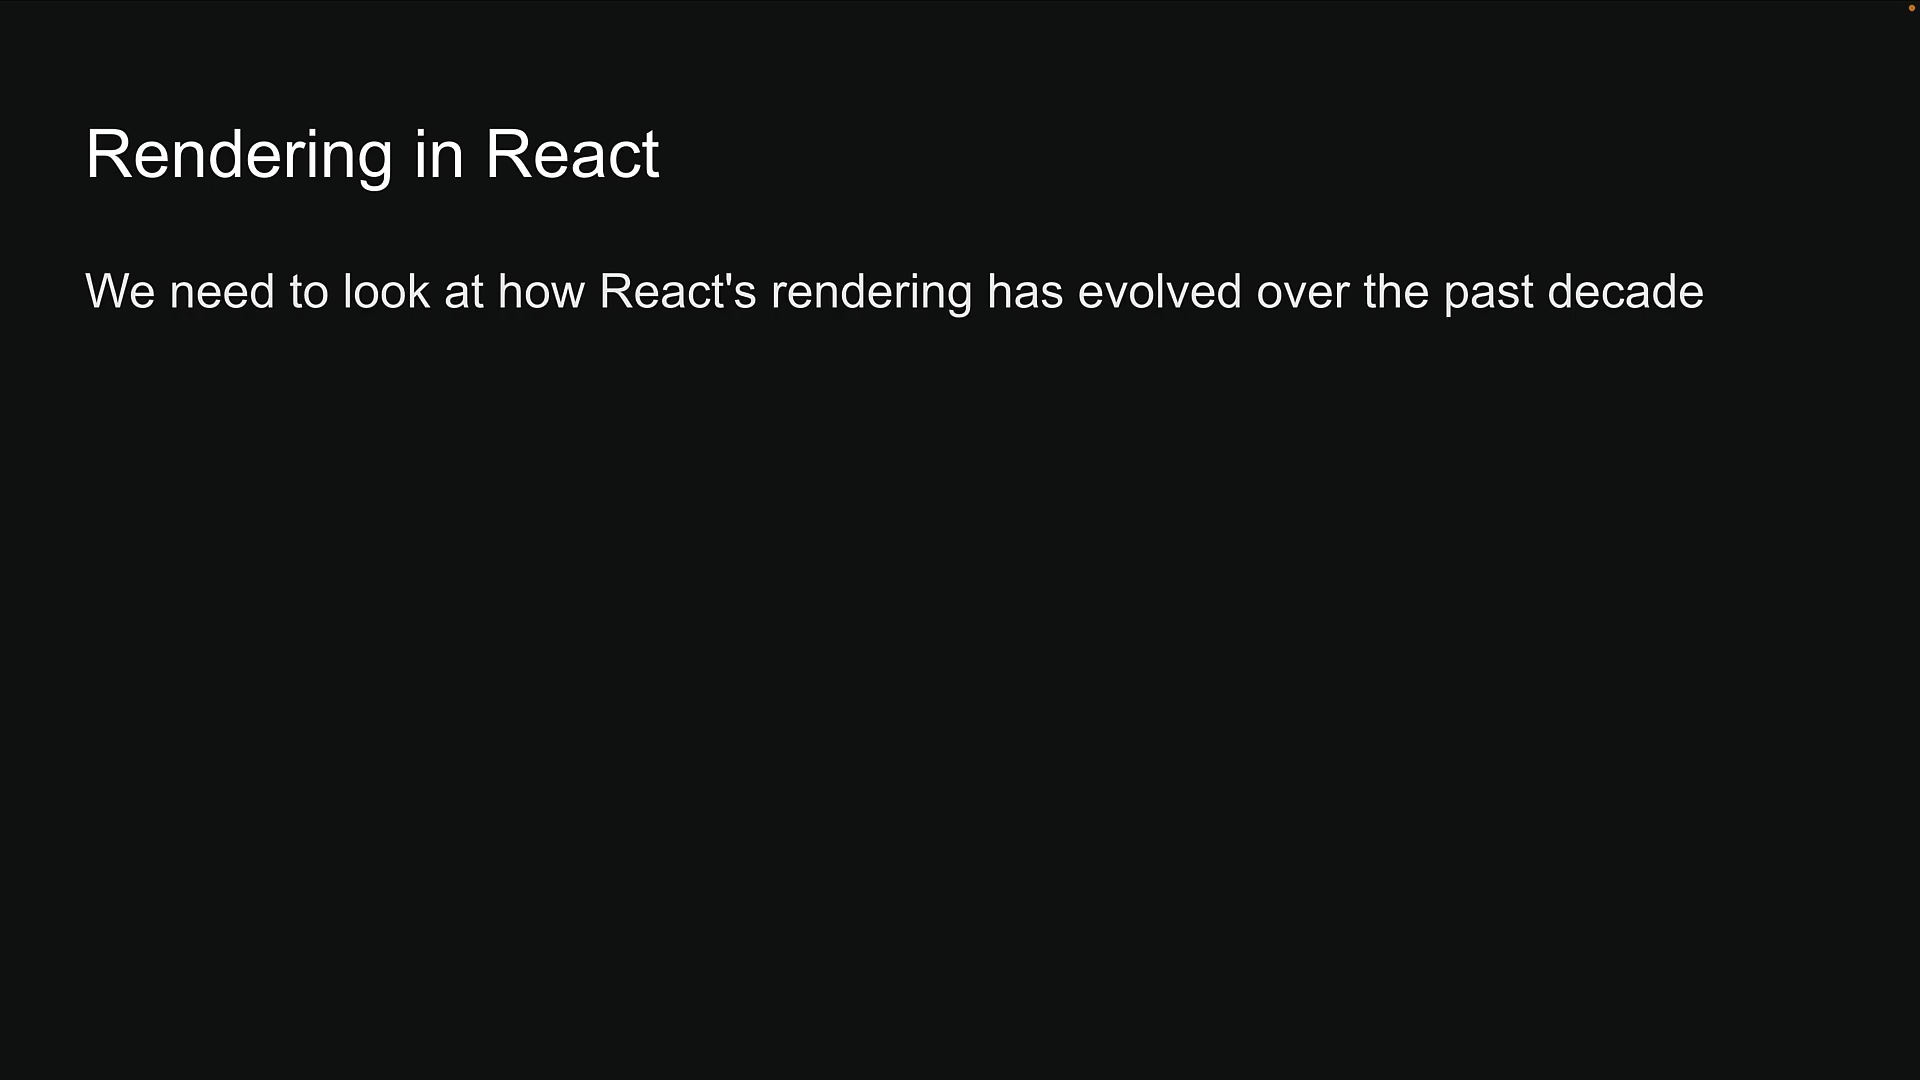 Rendering in React
We need to look at how React's rendering has evolved over the past decade